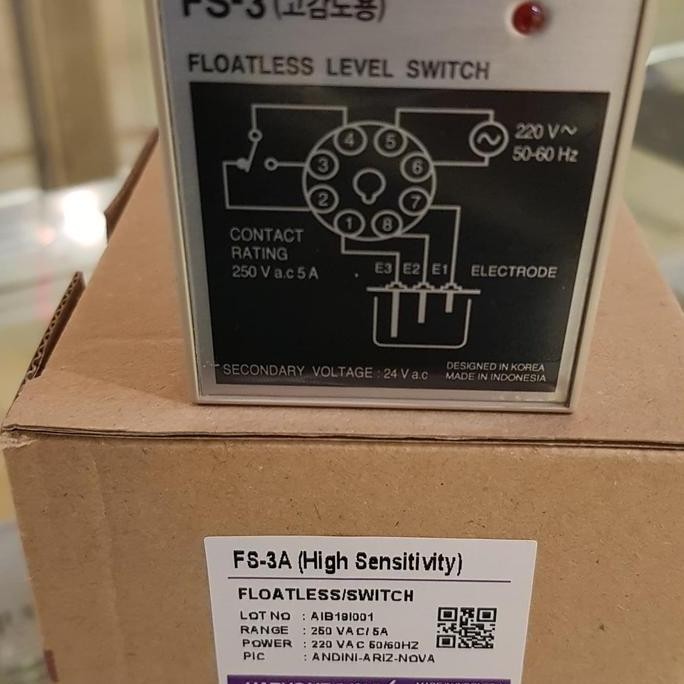 FS-3 (고감도용)
FLOATLESS LEVEL SWITCH
4 5
3 6
2 7
1 8
220 V~
50-60 Hz
CONTACT
RATING
250 V a.c 5 A
E3 E2 E1 ELECTRODE
SECONDARY VOLTAGE : 24 V a.c
DESIGNED IN KOREA
MADE IN INDONESIA
FS-3A (High Sensitivity)
FLOATLESS/SWITCH
LOT NO : AIB19I001
RANGE : 250 VAC/ 5A
POWER : 220 VAC 50/60HZ
PIC : ANDINI-ARIZ-NOVA